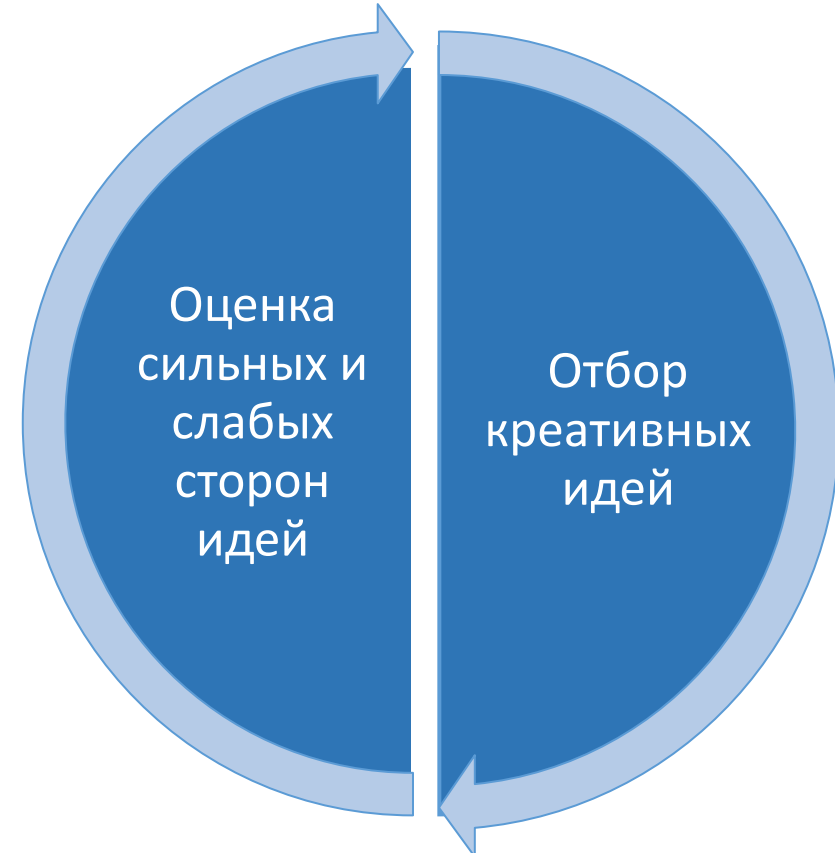 Оценка
сильных и
слабых
сторон
идей
Отбор
креативных
идей